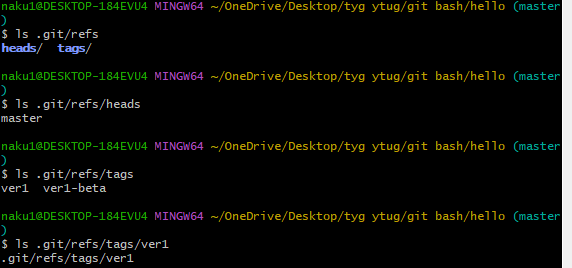 naku1@DESKTOP-184EVU4 MINGW64 ~/OneDrive/Desktop/tyg ytug/git bash/hello (master
)
$ ls .git/refs
heads/  tags/
naku1@DESKTOP-184EVU4 MINGW64 ~/OneDrive/Desktop/tyg ytug/git bash/hello (master
)
$ ls .git/refs/heads
master
naku1@DESKTOP-184EVU4 MINGW64 ~/OneDrive/Desktop/tyg ytug/git bash/hello (master
)
$ ls .git/refs/tags
ver1  ver1-beta
naku1@DESKTOP-184EVU4 MINGW64 ~/OneDrive/Desktop/tyg ytug/git bash/hello (master
)
$ ls .git/refs/tags/ver1
.git/refs/tags/ver1